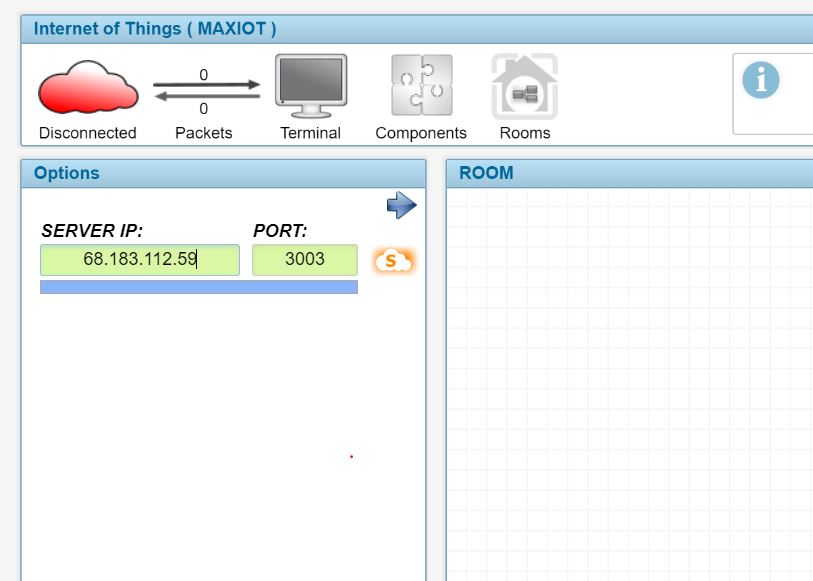 Internet of Things ( MAXIOT )
0
0
Disconnected Packets Terminal Components Rooms
i
Options
ROOM
SERVER IP: PORT:
68.183.112.59 3003 S